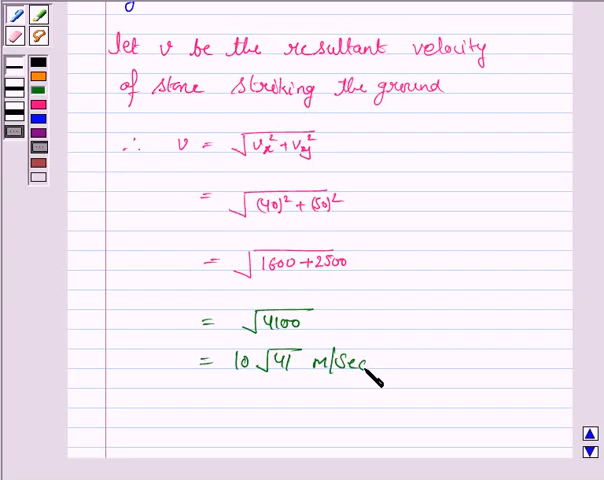 let v be the resultant velocity
of stone striking the ground
∴ v = √(vx² + vy²)
= √((40)² + (50)²)
= √(1600 + 2500)
= √4100
= 10√41 m/sec